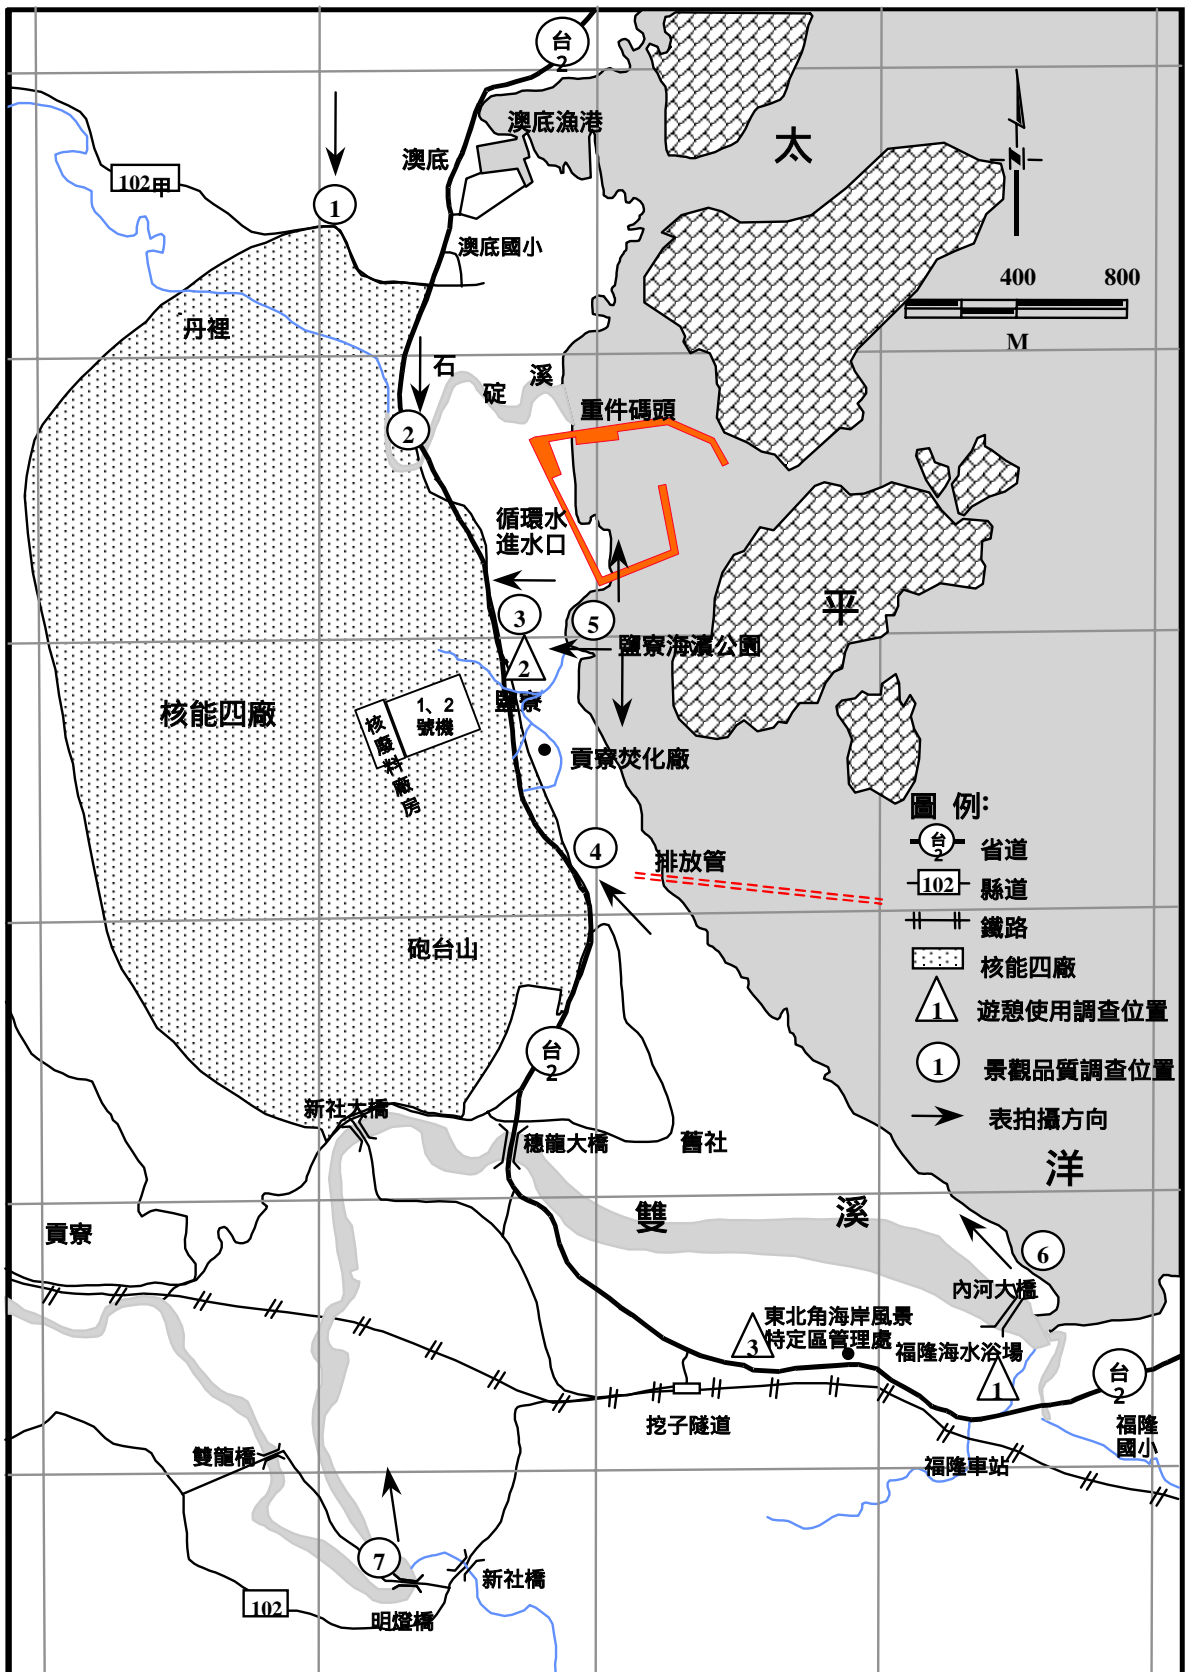 台
2
澳底漁港
澳底
太
102甲
1
N
澳底國小
400
800
M
丹裡
石
碇
溪
重件碼頭
2
循環水
進水口
平
3
5
鹽寮海濱公園
2
鹽寮
核能四廠
1、2
號機
核廢料廠房
貢寮焚化廠
圖 例:
台
2
省道
4
排放管
102
縣道
鐵路
砲台山
核能四廠
1
遊憩使用調查位置
台
2
1
景觀品質調查位置
新社大橋
表拍攝方向
穗龍大橋
舊社
洋
雙
溪
貢寮
6
內河大橋
東北角海岸風景
特定區管理處
3
福隆海水浴場
1
台
2
挖子隧道
福隆
國小
雙龍橋
福隆車站
7
新社橋
102
明燈橋